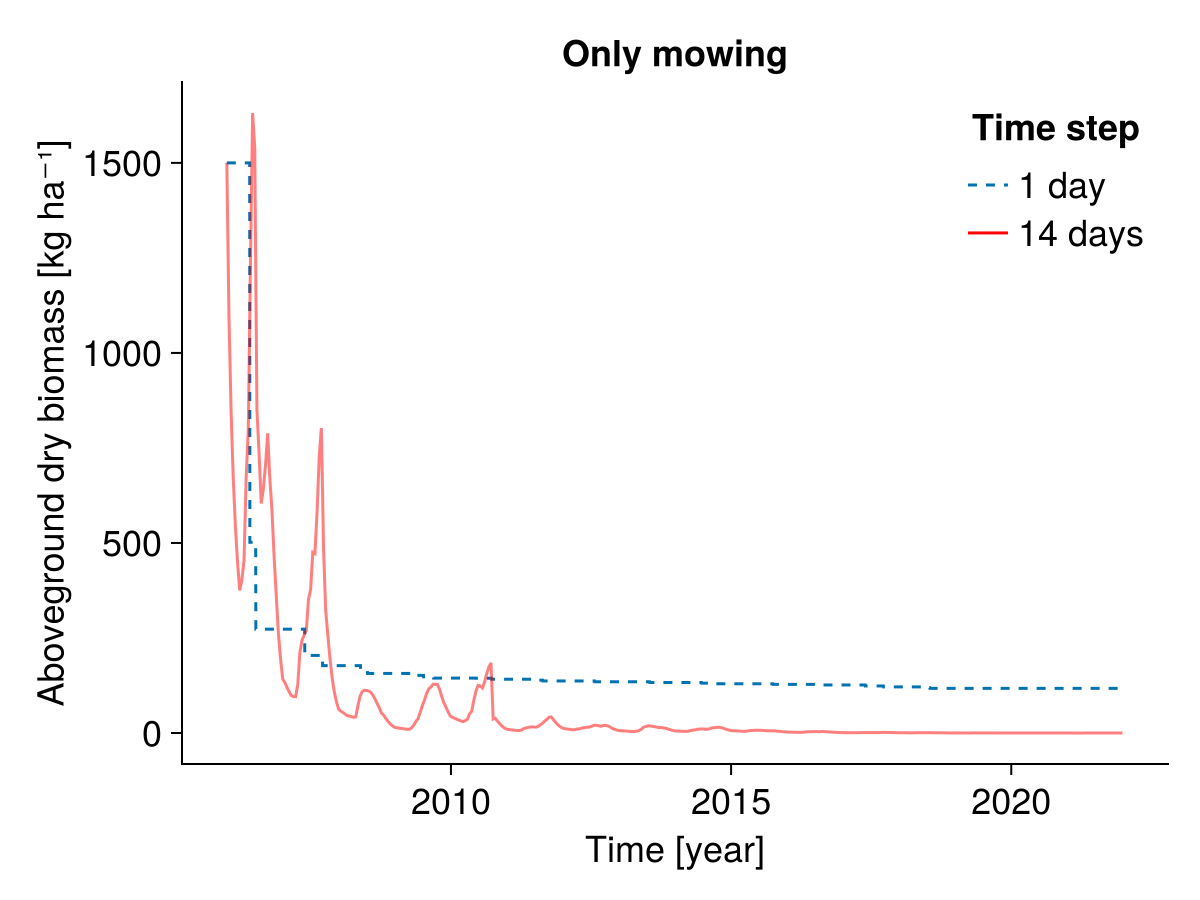 Only mowing
Time step
1 day
14 days
Aboveground dry biomass [kg ha⁻¹]
1500
1000
500
0
2010
2015
2020
Time [year]